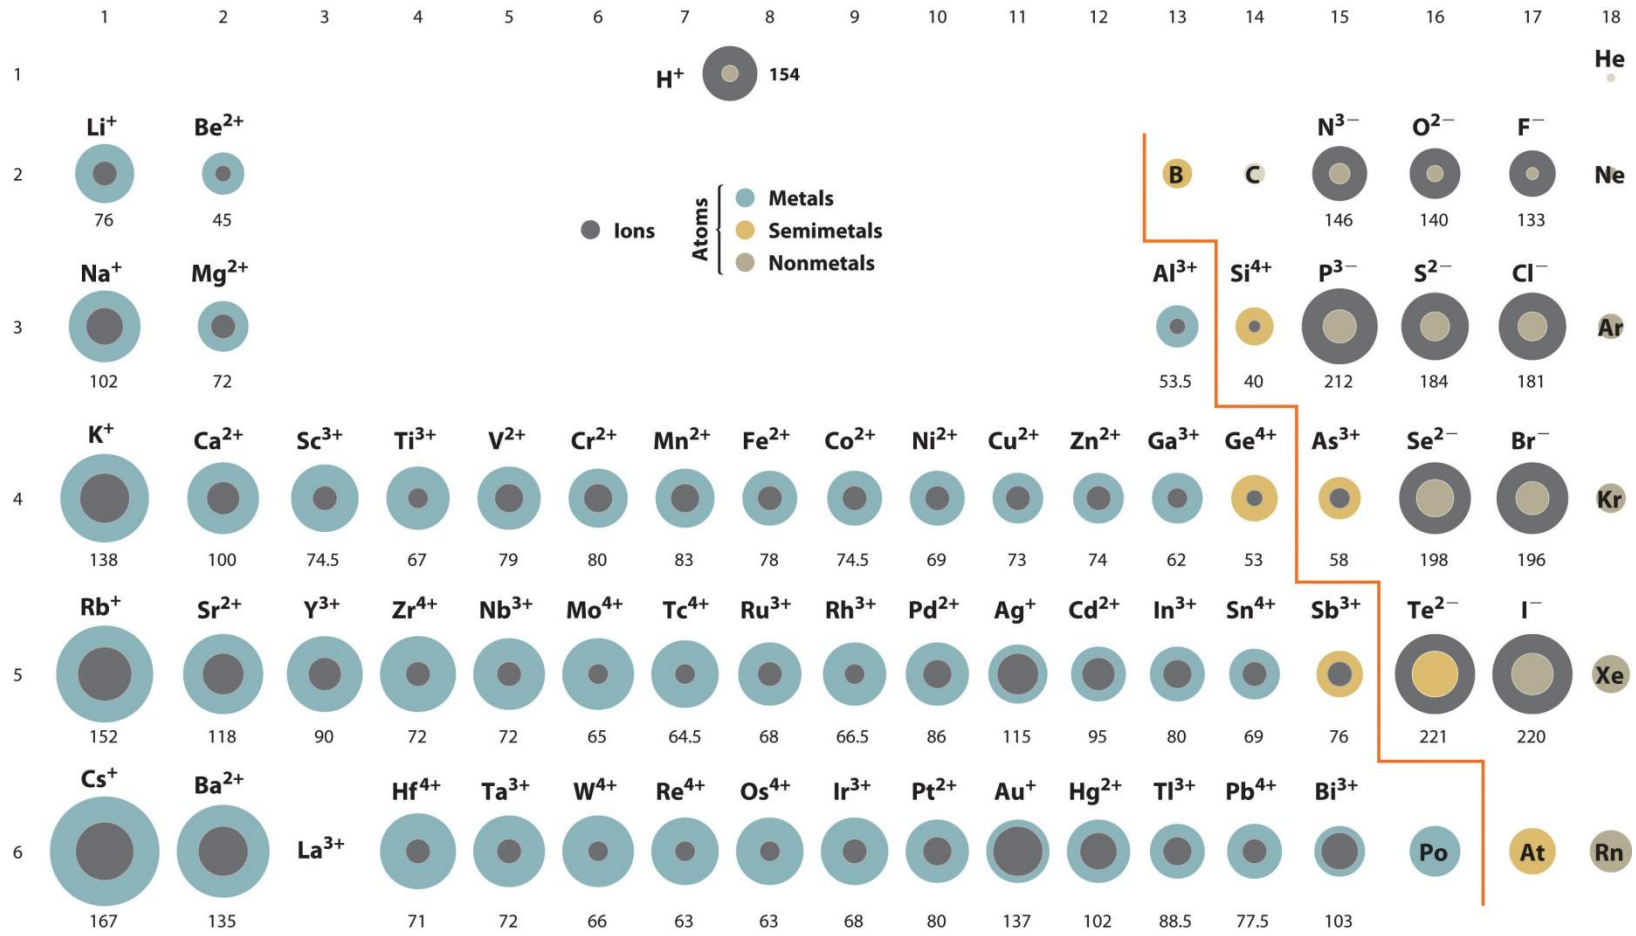 1 2 3 4 5 6 7 8 9 10 11 12 13 14 15 16 17 18
1 H⁺ 154 He
Li⁺ Be²⁺ N³⁻ O²⁻ F⁻
2 B C Ne
76 45 146 140 133
Ions
Atoms
Metals
Semimetals
Nonmetals
Na⁺ Mg²⁺ Al³⁺ Si⁴⁺ P³⁻ S²⁻ Cl⁻
3 Ar
102 72 53.5 40 212 184 181
K⁺ Ca²⁺ Sc³⁺ Ti³⁺ V²⁺ Cr²⁺ Mn²⁺ Fe²⁺ Co²⁺ Ni²⁺ Cu²⁺ Zn²⁺ Ga³⁺ Ge⁴⁺ As³⁺ Se²⁻ Br⁻
4 Kr
138 100 74.5 67 79 80 83 78 74.5 69 73 74 62 53 58 198 196
Rb⁺ Sr²⁺ Y³⁺ Zr⁴⁺ Nb³⁺ Mo⁴⁺ Tc⁴⁺ Ru³⁺ Rh³⁺ Pd²⁺ Ag⁺ Cd²⁺ In³⁺ Sn⁴⁺ Sb³⁺ Te²⁻ I⁻
5 Xe
152 118 90 72 72 65 64.5 68 66.5 86 115 95 80 69 76 221 220
Cs⁺ Ba²⁺ Hf⁴⁺ Ta³⁺ W⁴⁺ Re⁴⁺ Os⁴⁺ Ir³⁺ Pt²⁺ Au⁺ Hg²⁺ Tl³⁺ Pb⁴⁺ Bi³⁺
6 La³⁺ Po At Rn
167 135 71 72 66 63 63 68 80 137 102 88.5 77.5 103